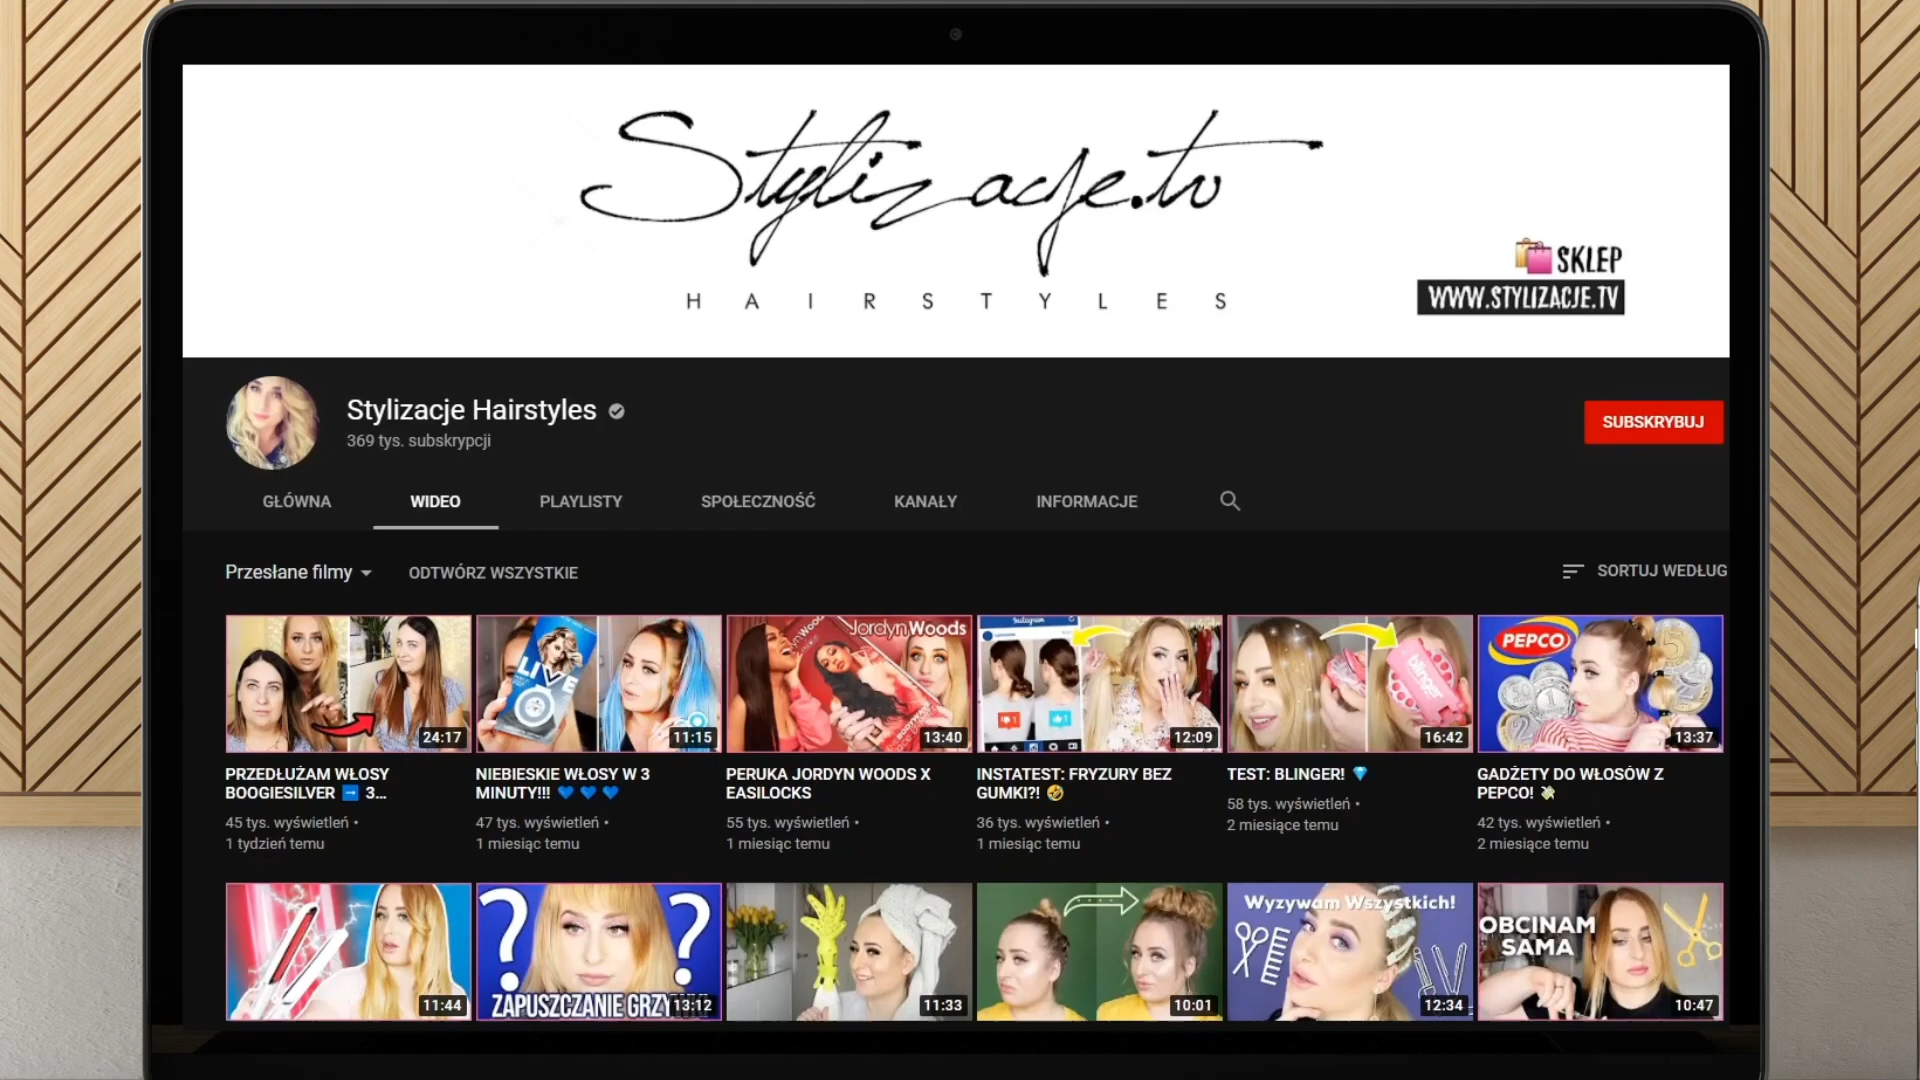 Stylizacje.tv
HAIRSTYLES
SKLEP
WWW.STYLIZACJE.TV
Stylizacje Hairstyles
369 tys. subskrypcji
SUBSKRYBUJ
GŁÓWNA WIDEO PLAYLISTY SPOŁECZNOŚĆ KANAŁY INFORMACJE
Przesłane filmy ODTWÓRZ WSZYSTKIE SORTUJ WEDŁUG
24:17
PRZEDŁUŻAM WŁOSY
BOOGIESILVER ➡️ 3...
45 tys. wyświetleń •
1 tydzień temu
LIVE
11:15
NIEBIESKIE WŁOSY W 3
MINUTY!!! 💙 💙 💙
47 tys. wyświetleń •
1 miesiąc temu
JordynWoods
13:40
PERUKA JORDYN WOODS X
EASILOCKS
55 tys. wyświetleń •
1 miesiąc temu
Instagram
12:09
INSTATEST: FRYZURY BEZ
GUMKI?! 🤣
36 tys. wyświetleń •
1 miesiąc temu
blinger
16:42
TEST: BLINGER! 💎
58 tys. wyświetleń •
2 miesiące temu
PEPCO
13:37
GADŻETY DO WŁOSÓW Z
PEPCO! 💸
42 tys. wyświetleń •
2 miesiące temu
11:44
? ?
ZAPUSZCZANIE
13:12
11:33
10:01
Wyzywam Wszystkich!
12:34
OBCINAM
SAMA
10:47